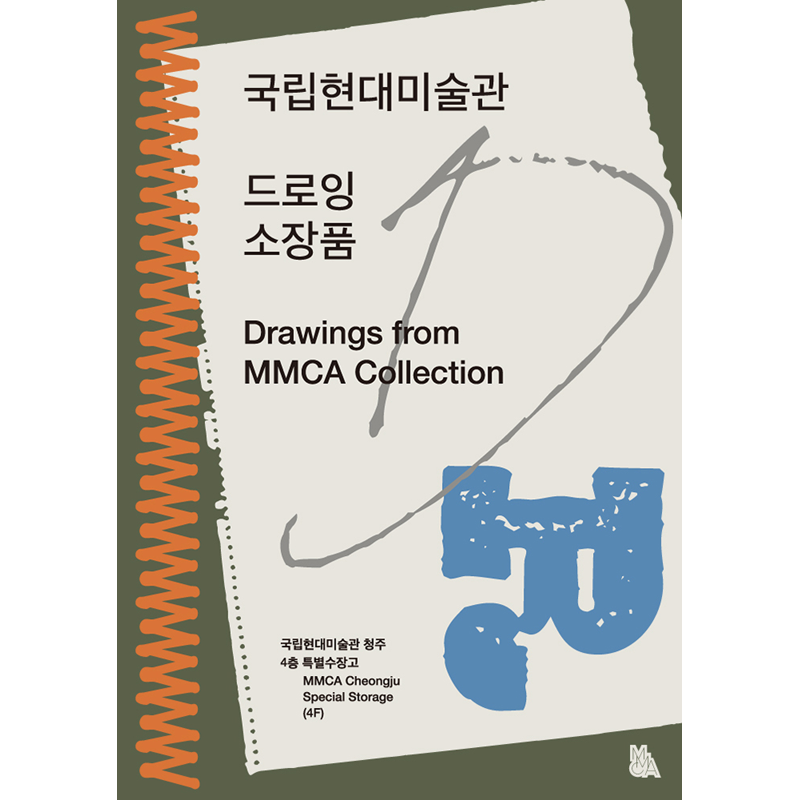 국립현대미술관
드로잉
소장품
Drawings from
MMCA Collection
D
R
국립현대미술관 청주
4층 특별수장고
MMCA Cheongju
Special Storage
(4F)
MMCA